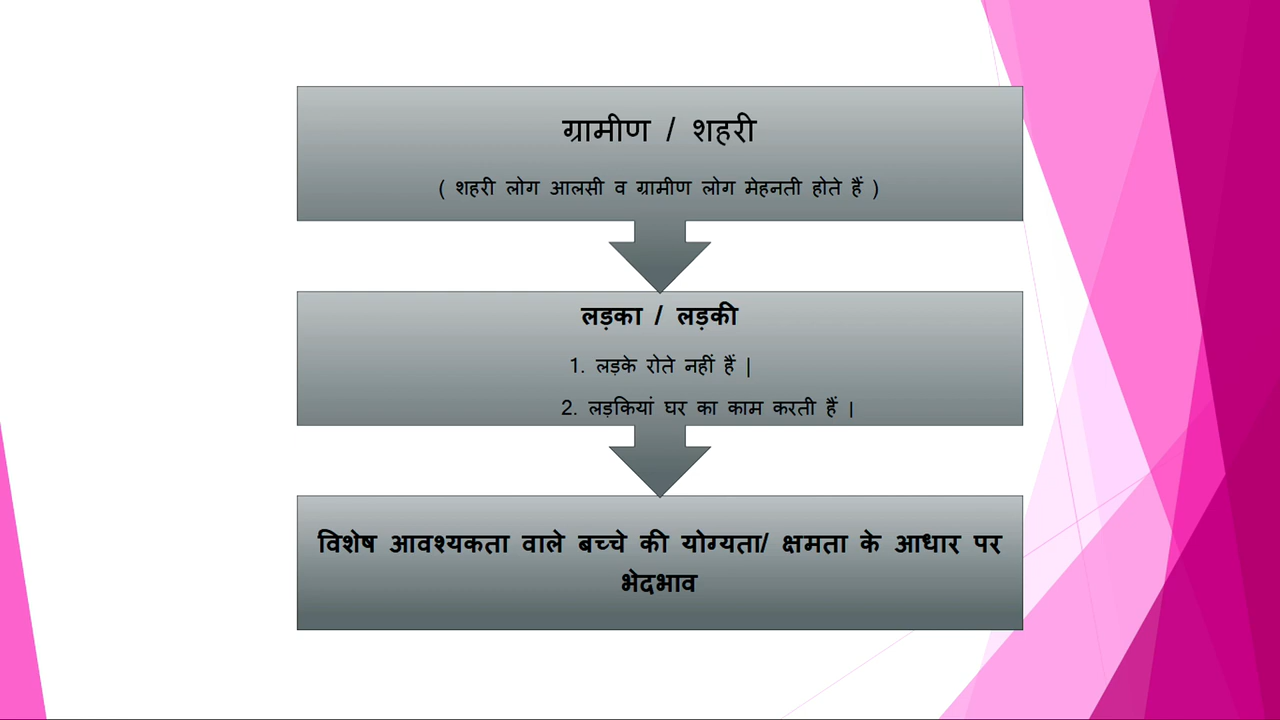 ग्रामीण / शहरी
( शहरी लोग आलसी व ग्रामीण लोग मेहनती होते हैं )
लड़का / लड़की
1. लड़के रोते नहीं हैं |
2. लड़कियां घर का काम करती हैं |
विशेष आवश्यकता वाले बच्चे की योग्यता/ क्षमता के आधार पर
भेदभाव